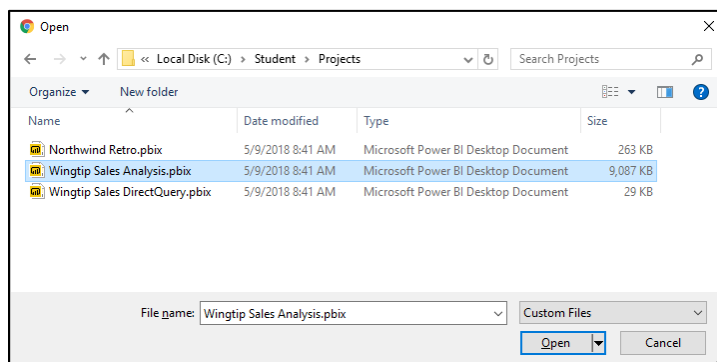 Open
« Local Disk (C:) > Student > Projects
Search Projects
Organize New folder
Name Date modified Type Size
Northwind Retro.pbix 5/9/2018 8:41 AM Microsoft Power BI Desktop Document 263 KB
Wingtip Sales Analysis.pbix 5/9/2018 8:41 AM Microsoft Power BI Desktop Document 9,087 KB
Wingtip Sales DirectQuery.pbix 5/9/2018 8:41 AM Microsoft Power BI Desktop Document 29 KB
File name: Wingtip Sales Analysis.pbix Custom Files
Open Cancel